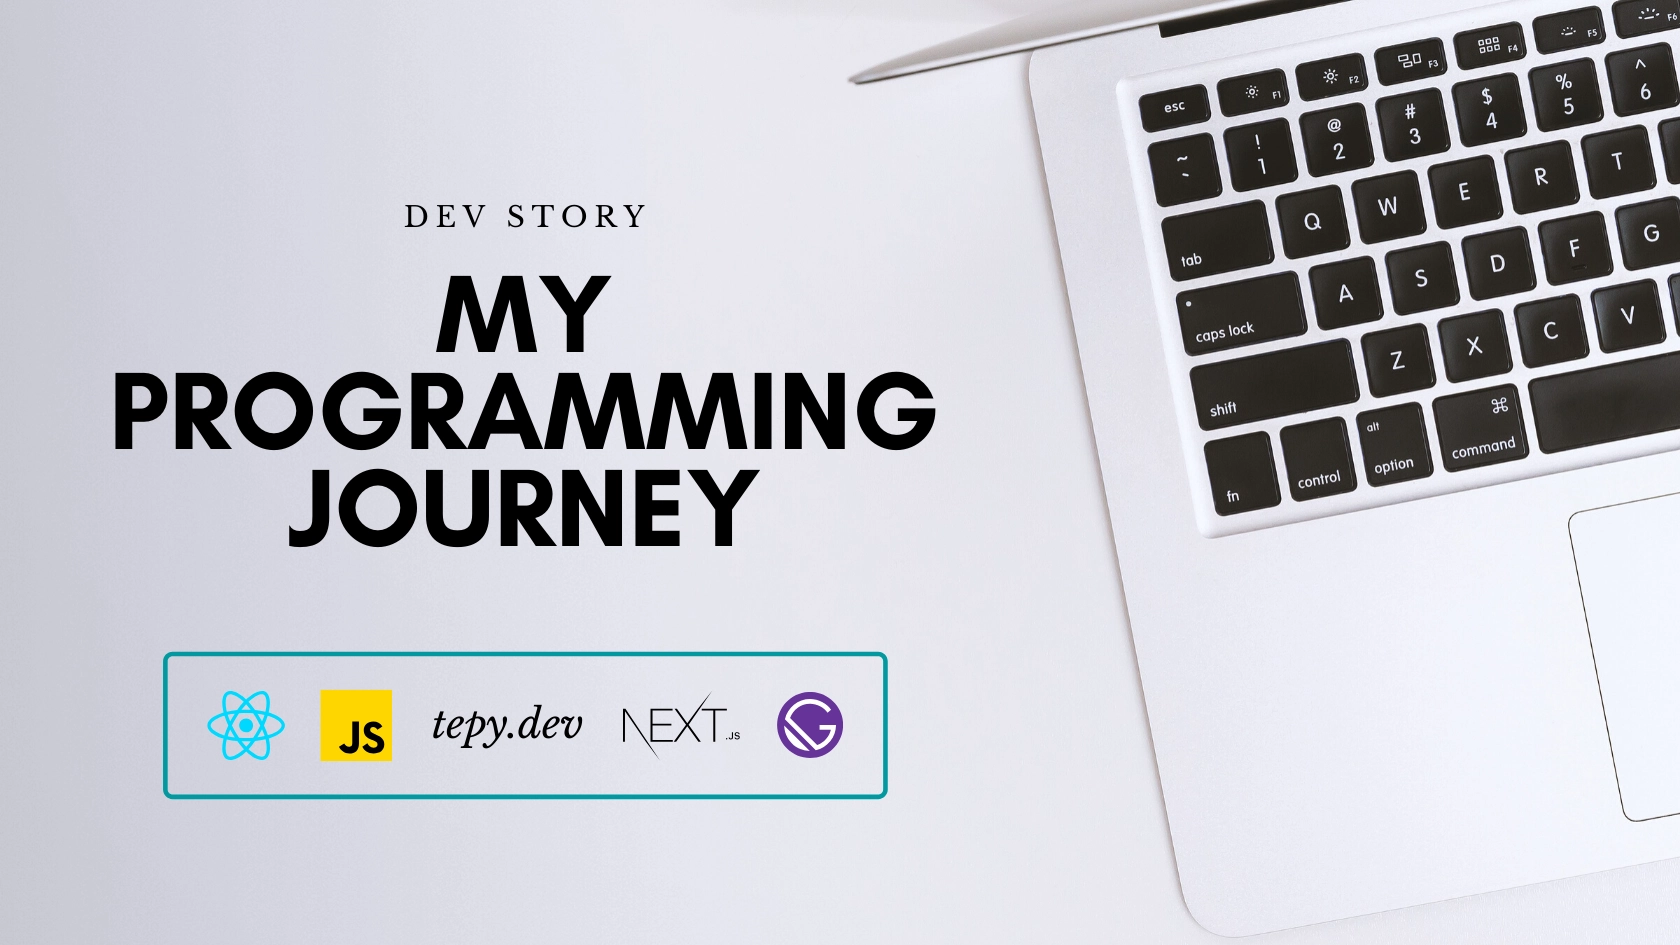 DEV STORY
MY
PROGRAMMING
JOURNEY
JS tepy.dev NEXT.JS
esc F1 F2 F3 F4 F5 F6
~ ` ! 1 @ 2 # 3 $ 4 % 5 ^ 6
tab Q W E R T
caps lock A S D F G
shift Z X C V
fn control alt option ⌘ command